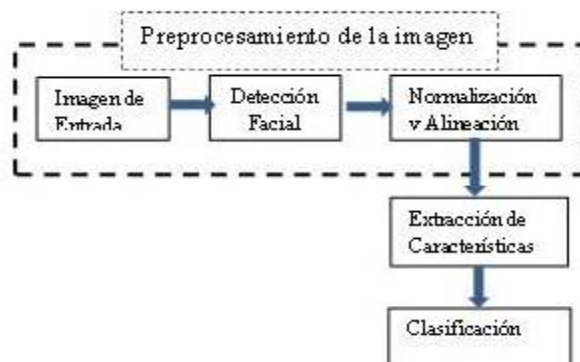 Preprocesamiento de la imagen
Imagen de
Entrada
Detección
Facial
Normalización
y Alineación
Extracción de
Características
Clasificación